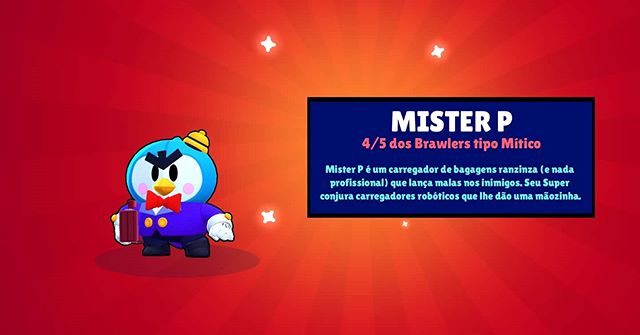 MISTER P
4/5 dos Brawlers tipo Mítico
Mister P é um carregador de bagagens ranzinza (e nada
profissional) que lança malas nos inimigos. Seu Super
conjura carregadores robóticos que lhe dão uma mãozinha.